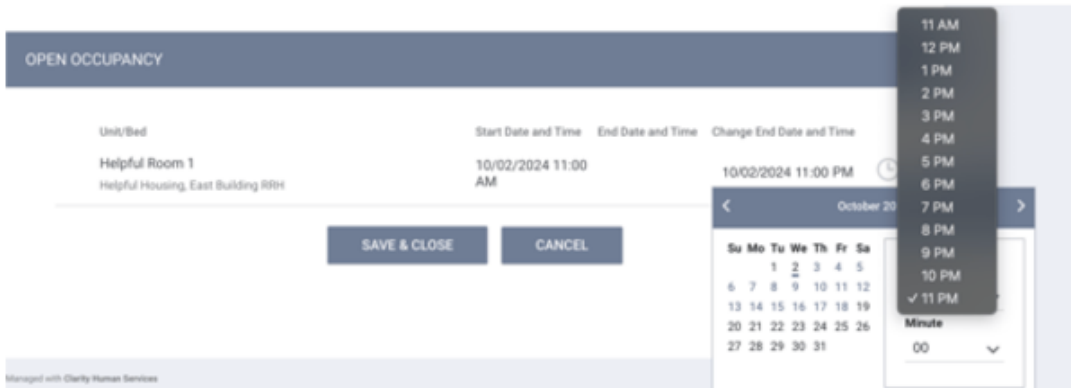 OPEN OCCUPANCY
Unit/Bed Start Date and Time End Date and Time Change End Date and Time
Helpful Room 1 10/02/2024 11:00 AM 10/02/2024 11:00 PM
Helpful Housing, East Building RRH
SAVE & CLOSE CANCEL
October 20
Su Mo Tu We Th Fr Sa
1 2 3 4 5
6 7 8 9 10 11 12
13 14 15 16 17 18 19
20 21 22 23 24 25 26
27 28 29 30 31
11 AM
12 PM
1 PM
2 PM
3 PM
4 PM
5 PM
6 PM
7 PM
8 PM
9 PM
10 PM
✓ 11 PM
Minute
00
Managed with Clarity Human Services